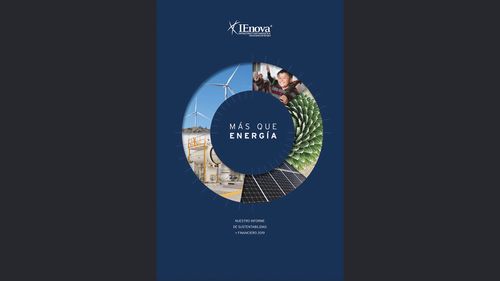 IEnova®
MÁS QUE
ENERGÍA
NUESTRO INFORME
DE SUSTENTABILIDAD
Y FINANCIERO 2019